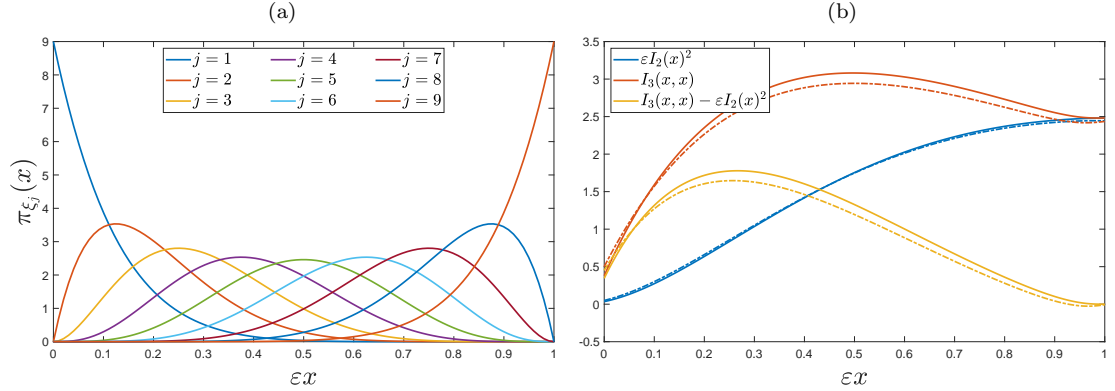 (a)
9
8
7
6
5
4
3
2
1
0
π_{ξ_j}(x)
j = 1 j = 4 j = 7
j = 2 j = 5 j = 8
j = 3 j = 6 j = 9
0 0.1 0.2 0.3 0.4 0.5 0.6 0.7 0.8 0.9 1
εx
(b)
3.5
3
2.5
2
1.5
1
0.5
0
-0.5
εI_2(x)^2
I_3(x, x)
I_3(x, x) − εI_2(x)^2
0 0.1 0.2 0.3 0.4 0.5 0.6 0.7 0.8 0.9 1
εx